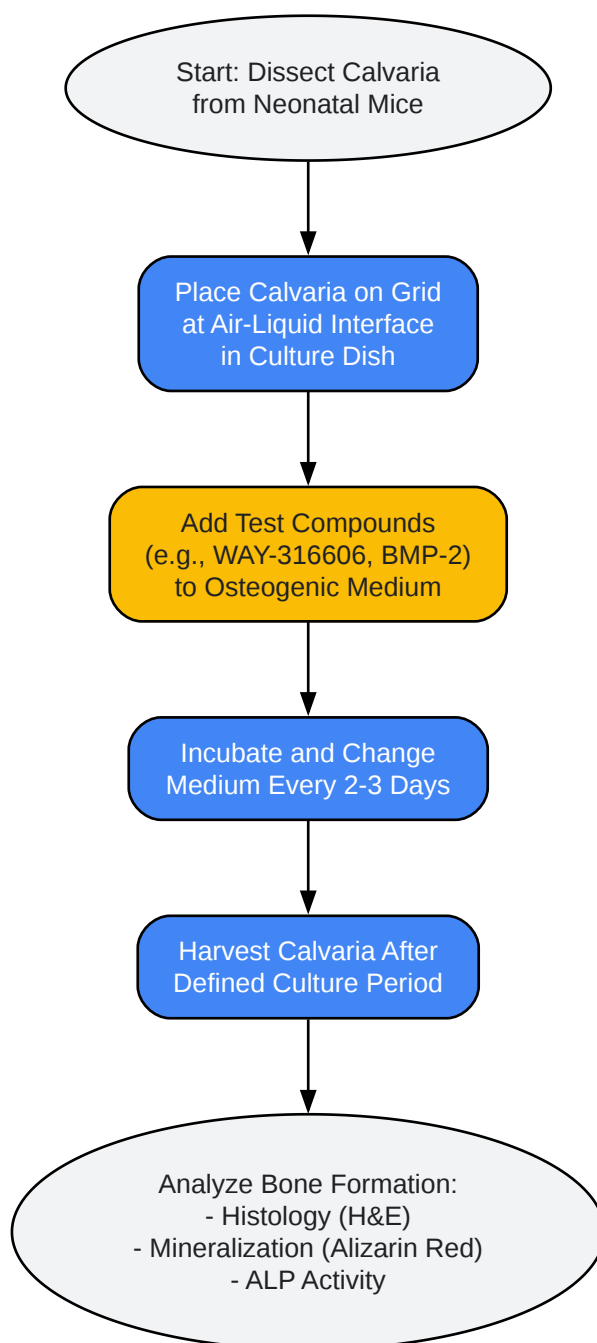 Start: Dissect Calvaria
from Neonatal Mice
Place Calvaria on Grid
at Air-Liquid Interface
in Culture Dish
Add Test Compounds
(e.g., WAY-316606, BMP-2)
to Osteogenic Medium
Incubate and Change
Medium Every 2-3 Days
Harvest Calvaria After
Defined Culture Period
Analyze Bone Formation:
- Histology (H&E)
- Mineralization (Alizarin Red)
- ALP Activity